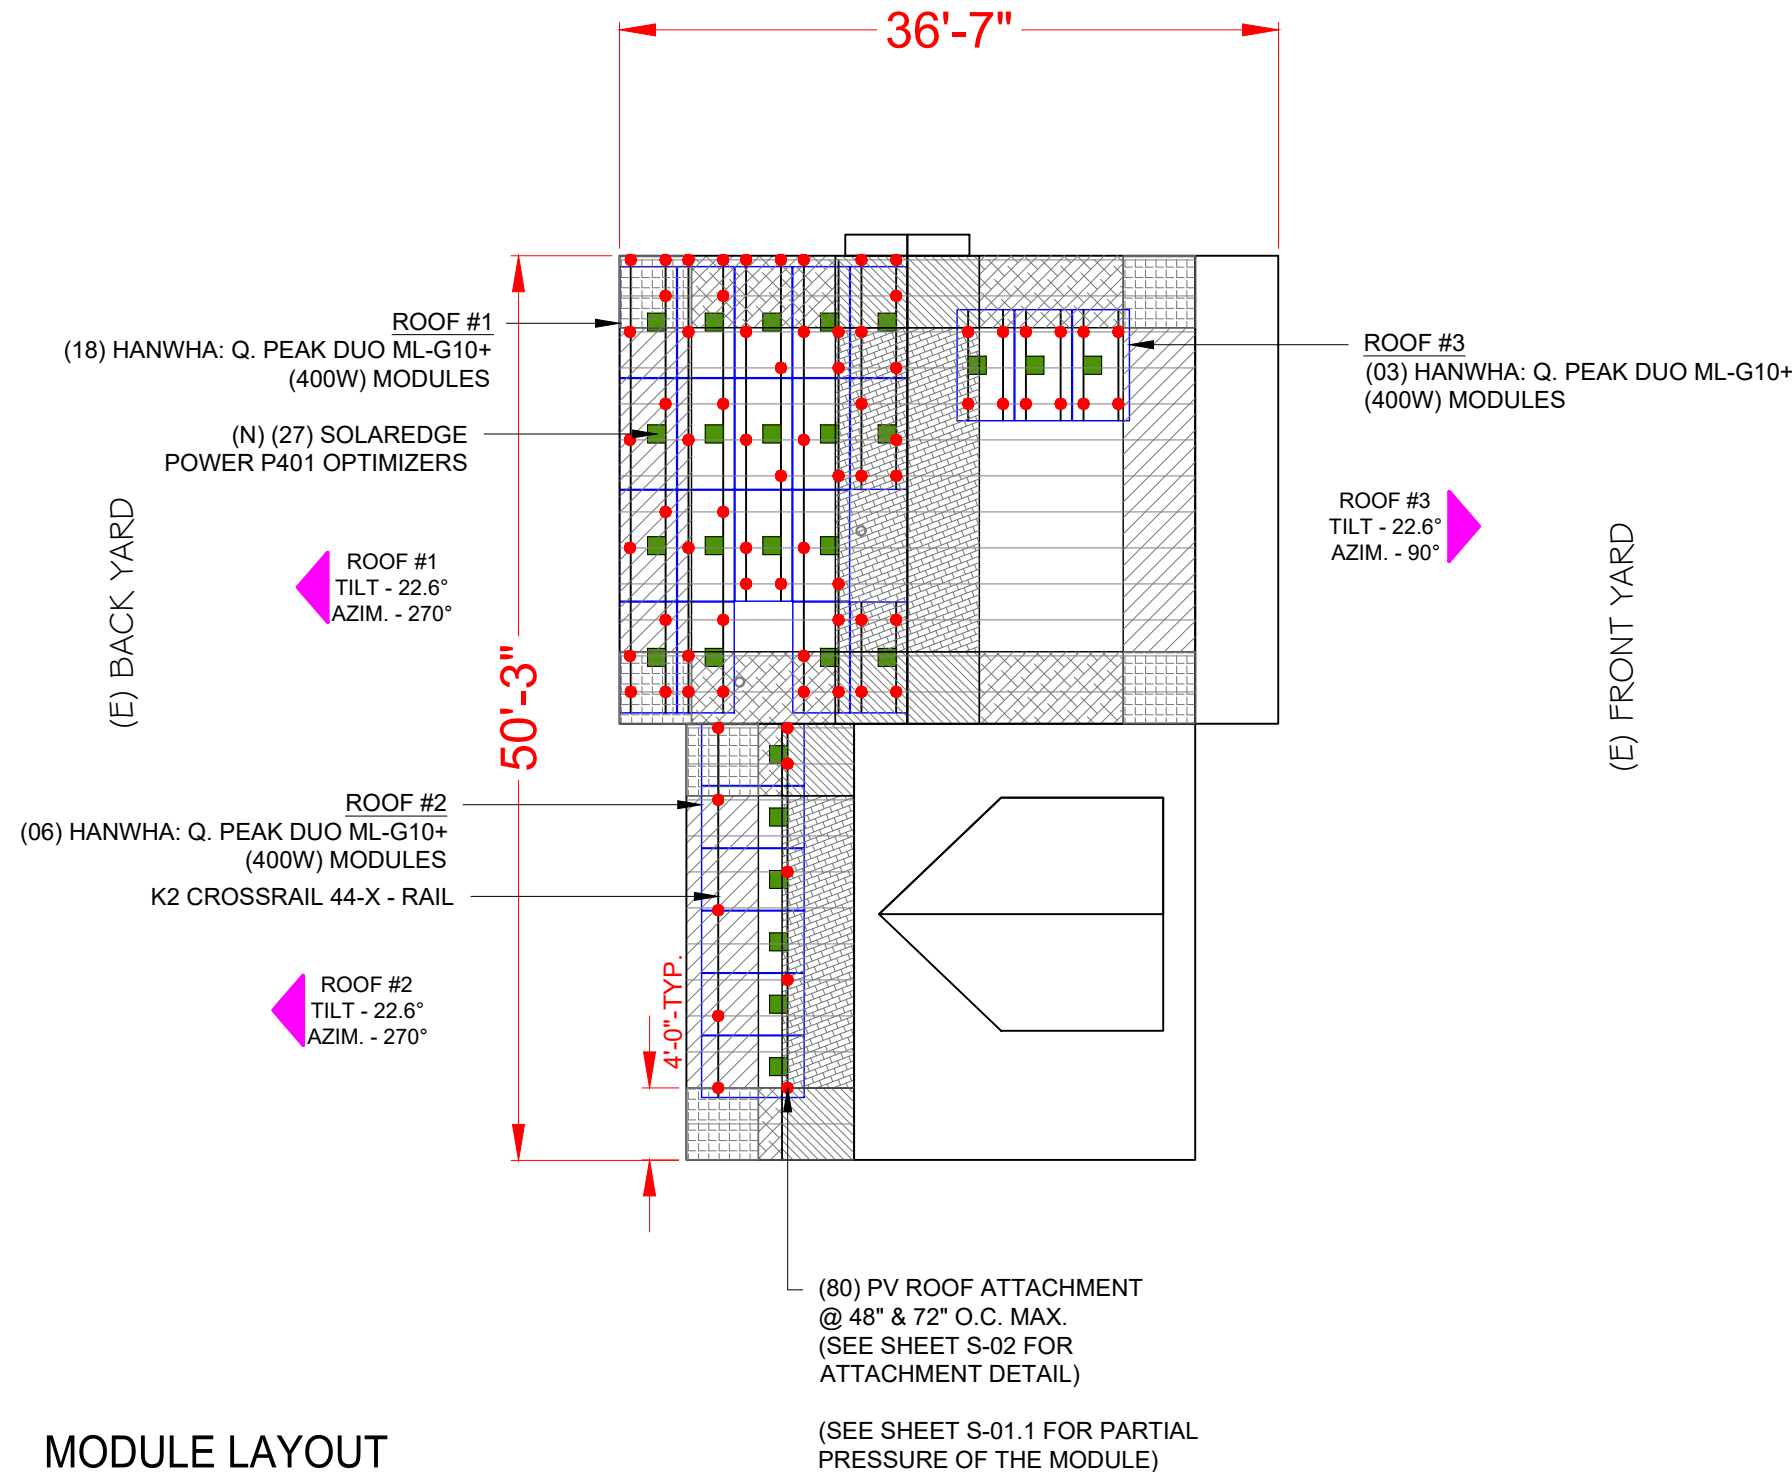 36'-7"
ROOF #1
(18) HANWHA: Q. PEAK DUO ML-G10+
(400W) MODULES
ROOF #3
(03) HANWHA: Q. PEAK DUO ML-G10+
(400W) MODULES
(N) (27) SOLAREDGE
POWER P401 OPTIMIZERS
(E) BACK YARD
ROOF #1
TILT - 22.6°
AZIM. - 270°
50'-3"
ROOF #3
TILT - 22.6°
AZIM. - 90°
(E) FRONT YARD
ROOF #2
(06) HANWHA: Q. PEAK DUO ML-G10+
(400W) MODULES
K2 CROSSRAIL 44-X - RAIL
ROOF #2
TILT - 22.6°
AZIM. - 270°
4'-0"-TYP.
(80) PV ROOF ATTACHMENT
@ 48" & 72" O.C. MAX.
(SEE SHEET S-02 FOR
ATTACHMENT DETAIL)
(SEE SHEET S-01.1 FOR PARTIAL
PRESSURE OF THE MODULE)
MODULE LAYOUT